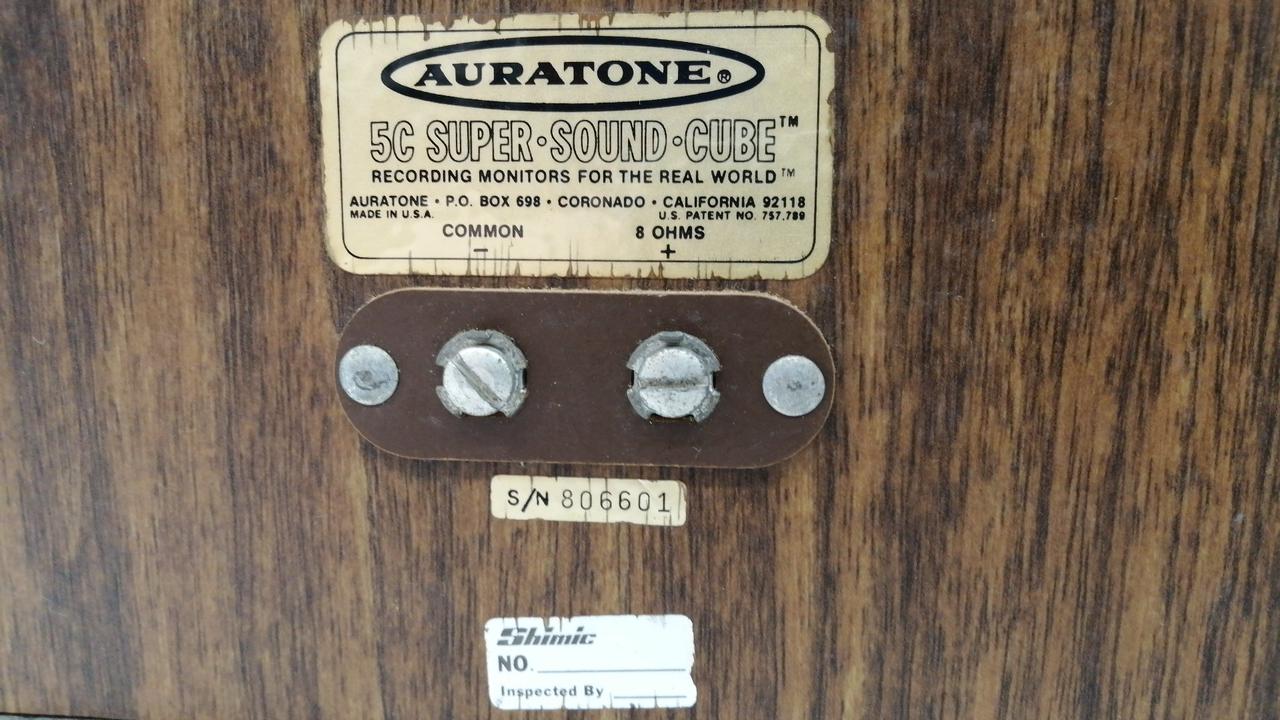 AURATONE®
5C SUPER·SOUND·CUBE™
RECORDING MONITORS FOR THE REAL WORLD™
AURATONE • P.O. BOX 698 • CORONADO • CALIFORNIA 92118
MADE IN U.S.A. U.S. PATENT NO. 757,789
COMMON 8 OHMS
− +
S/N 806601
Shimic
NO.
Inspected By